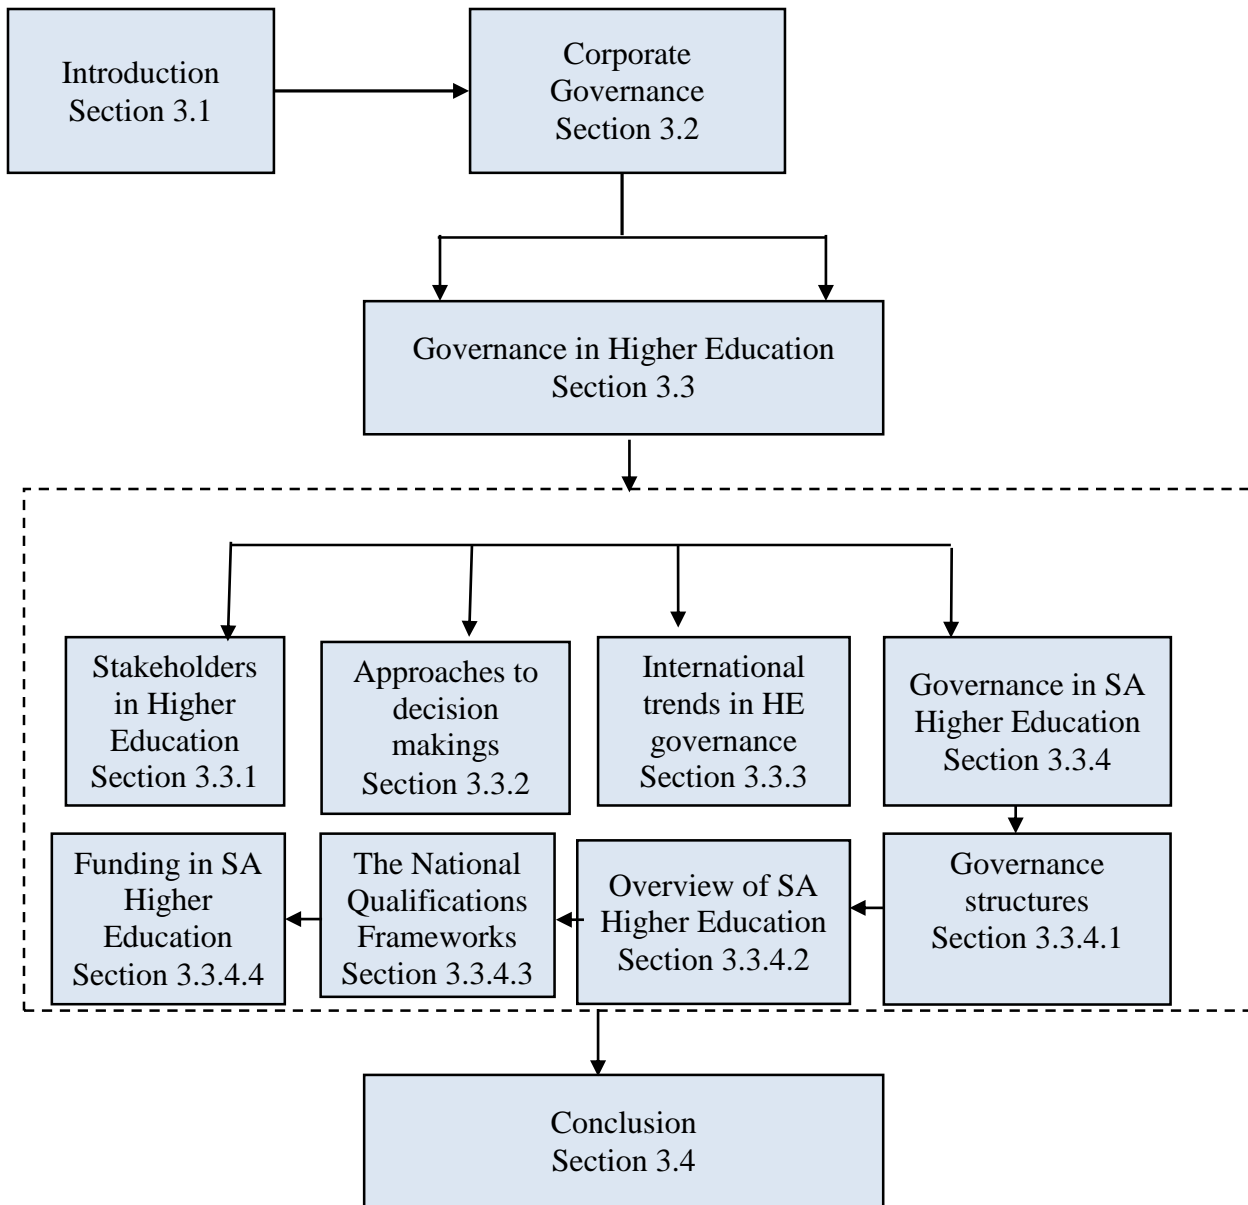 Introduction
Section 3.1
Corporate
Governance
Section 3.2
Governance in Higher Education
Section 3.3
Stakeholders
in Higher
Education
Section 3.3.1
Approaches to
decision
makings
Section 3.3.2
International
trends in HE
governance
Section 3.3.3
Governance in SA
Higher Education
Section 3.3.4
Funding in SA
Higher
Education
Section 3.3.4.4
The National
Qualifications
Frameworks
Section 3.3.4.3
Overview of SA
Higher Education
Section 3.3.4.2
Governance
structures
Section 3.3.4.1
Conclusion
Section 3.4